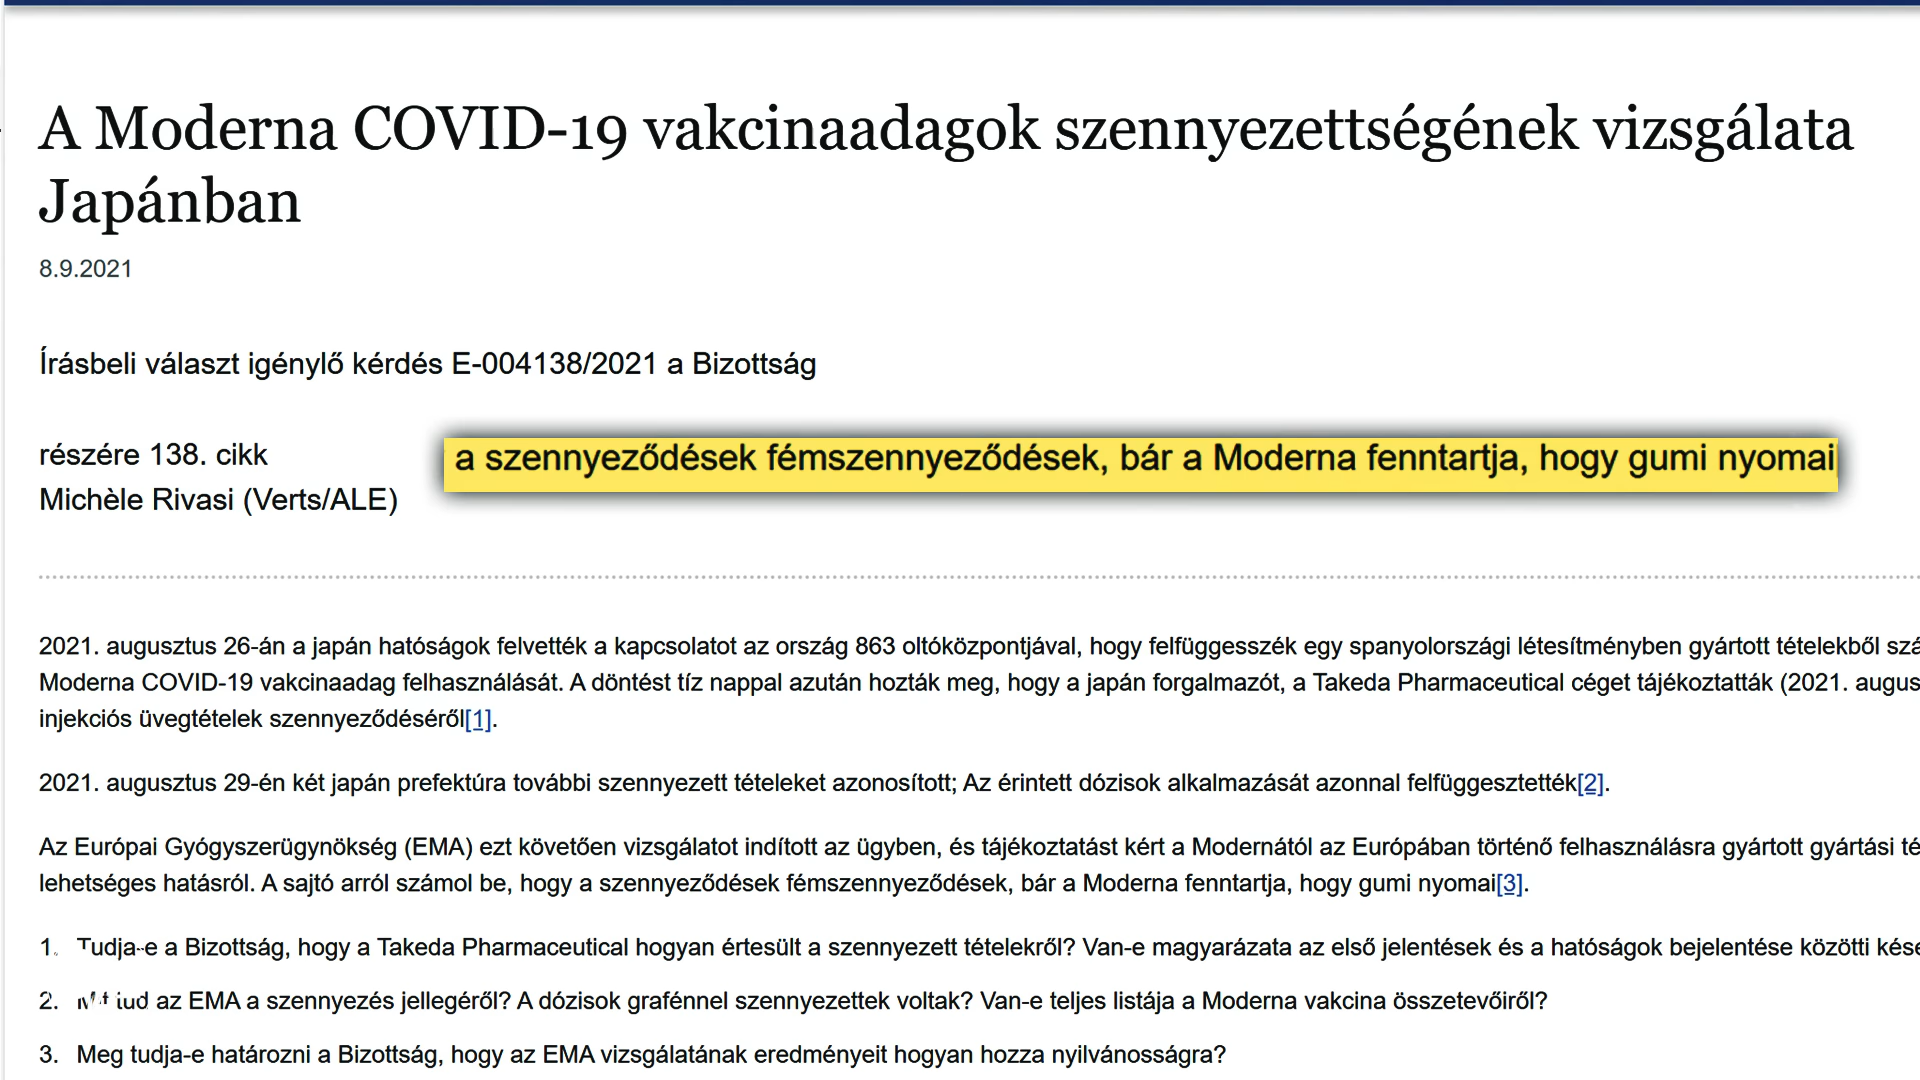 A Moderna COVID-19 vakcinaadagok szennyezettségének vizsgálata
Japánban
8.9.2021
Írásbeli választ igénylő kérdés E-004138/2021 a Bizottság
részére 138. cikk
Michèle Rivasi (Verts/ALE)
a szennyeződések fémszennyeződések, bár a Moderna fenntartja, hogy gumi nyomai
2021. augusztus 26-án a japán hatóságok felvették a kapcsolatot az ország 863 oltóközpontjával, hogy felfüggesszék egy spanyolországi létesítményben gyártott tételekből
Moderna COVID-19 vakcinaadag felhasználását. A döntést tíz nappal azután hozták meg, hogy a japán forgalmazót, a Takeda Pharmaceutical céget tájékoztatták (2021.
injekciós üvegtételek szennyeződéséről[1].
2021. augusztus 29-én két japán prefektúra további szennyezett tételeket azonosított; Az érintett dózisok alkalmazását azonnal felfüggesztették[2].
Az Európai Gyógyszerügynökség (EMA) ezt követően vizsgálatot indított az ügyben, és tájékoztatást kért a Modernától az Európában történő felhasználásra gyártott gyártási
lehetséges hatásról. A sajtó arról számol be, hogy a szennyeződések fémszennyeződések, bár a Moderna fenntartja, hogy gumi nyomai[3].
1. Tudja-e a Bizottság, hogy a Takeda Pharmaceutical hogyan értesült a szennyezett tételekről? Van-e magyarázata az első jelentések és a hatóságok bejelentése közötti
2. tud az EMA a szennyezés jellegéről? A dózisok grafénnel szennyezettek voltak? Van-e teljes listája a Moderna vakcina összetevőiről?
3. Meg tudja-e határozni a Bizottság, hogy az EMA vizsgálatának eredményeit hogyan hozza nyilvánosságra?